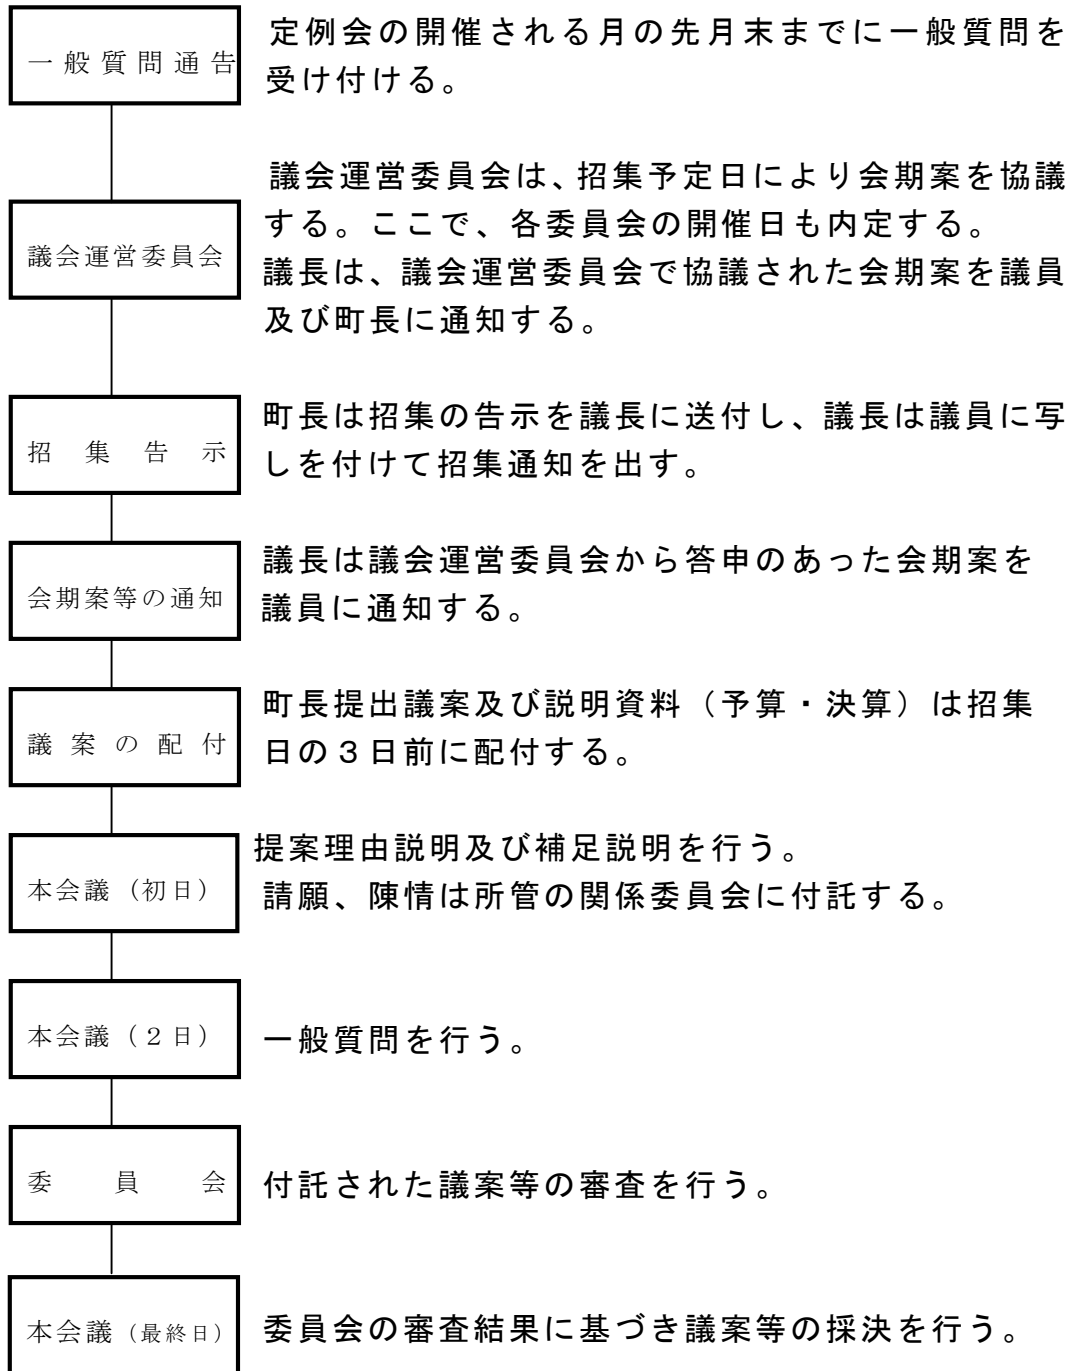 一般質問通告
定例会の開催される月の先月末までに一般質問を
受け付ける。
議会運営委員会
議会運営委員会は、招集予定日により会期案を協議
する。ここで、各委員会の開催日も内定する。
議長は、議会運営委員会で協議された会期案を議員
及び町長に通知する。
招集告示
町長は招集の告示を議長に送付し、議長は議員に写
しを付けて招集通知を出す。
会期案等の通知
議長は議会運営委員会から答申のあった会期案を
議員に通知する。
議案の配付
町長提出議案及び説明資料（予算・決算）は招集
日の３日前に配付する。
本会議（初日）
提案理由説明及び補足説明を行う。
請願、陳情は所管の関係委員会に付託する。
本会議（２日）
一般質問を行う。
委員会
付託された議案等の審査を行う。
本会議（最終日）
委員会の審査結果に基づき議案等の採決を行う。